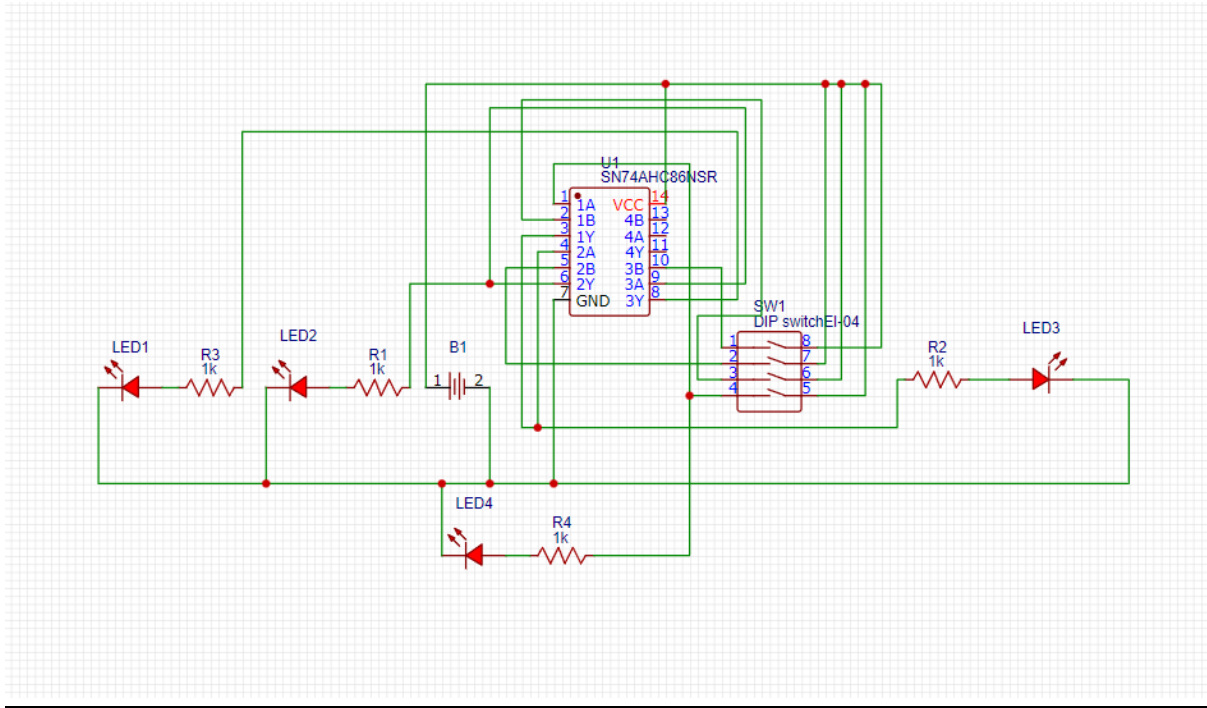 U1
SN74AHC86NSR
1 1A VCC 14
2 1B 4B 13
3 1Y 4A 12
4 2A 4Y 11
5 2B 3B 10
6 2Y 3A 9
7 GND 3Y 8
SW1
DIP switchEI-04
1 8
2 7
3 6
4 5
LED1
R3
1k
LED2
R1
1k
B1
1 2
R2
1k
LED3
LED4
R4
1k